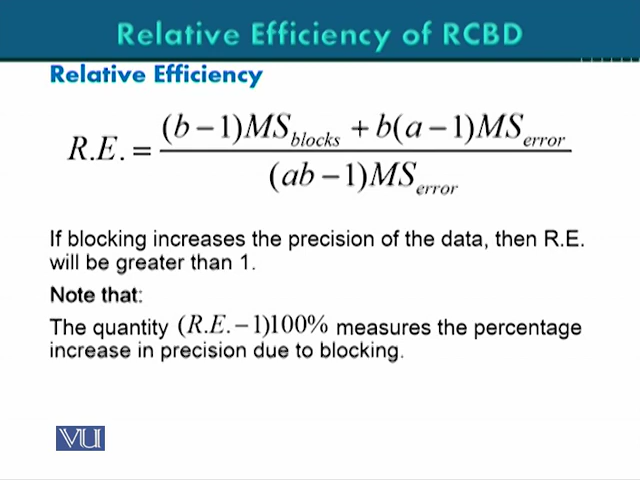 Relative Efficiency of RCBD
Relative Efficiency
R.E. = ((b − 1)MS_blocks + b(a − 1)MS_error) / ((ab − 1)MS_error)
If blocking increases the precision of the data, then R.E.
will be greater than 1.
Note that:
The quantity (R.E. − 1)100% measures the percentage
increase in precision due to blocking.
VU